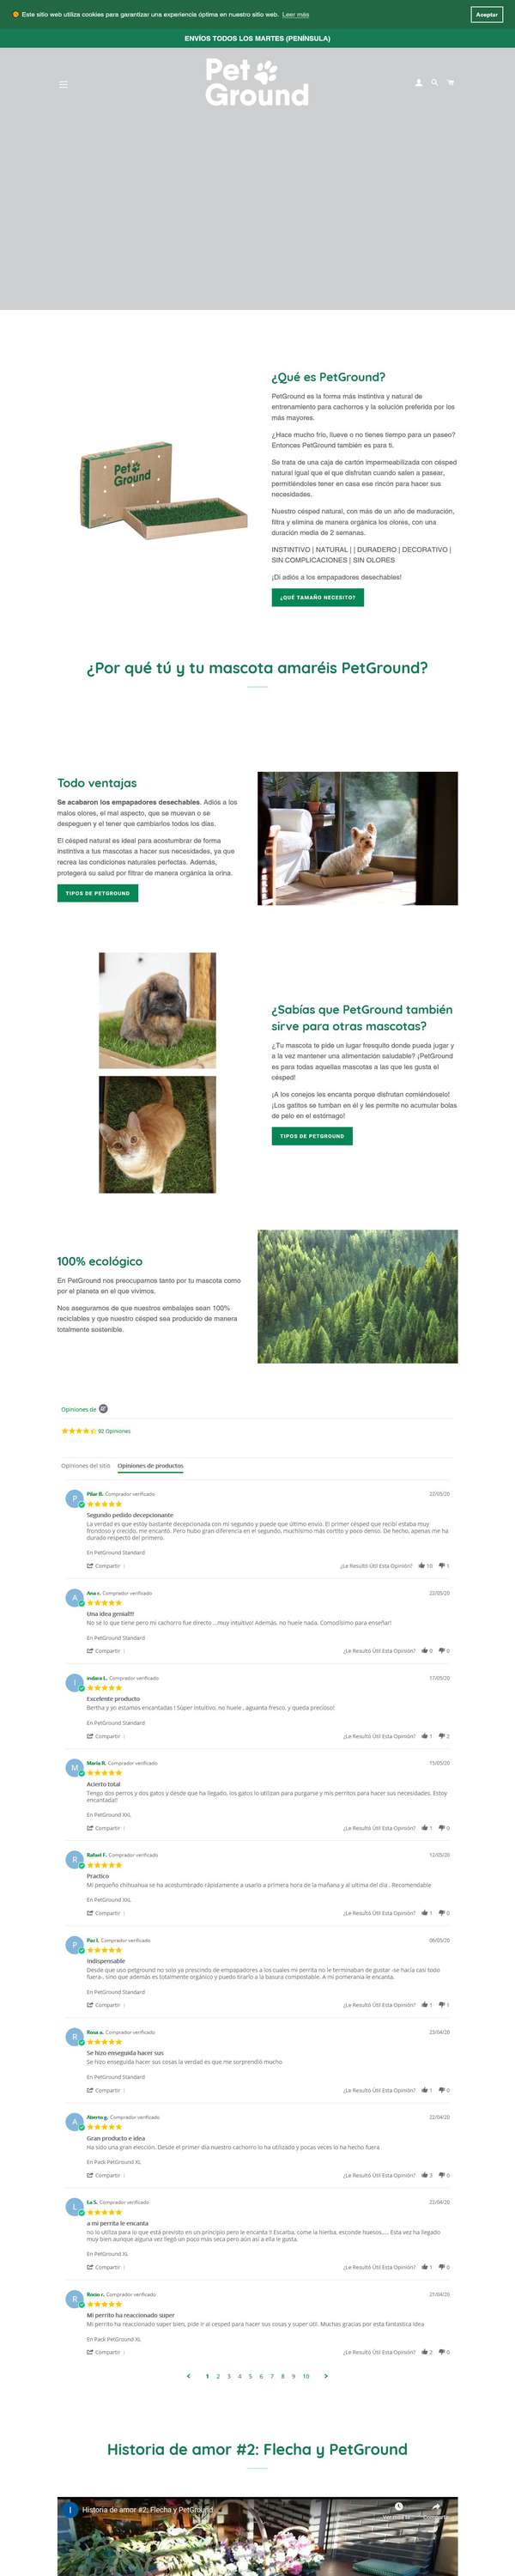 Este sitio web utiliza cookies para garantizar una experiencia óptima en nuestro sitio web. Leer más
Aceptar
ENVÍOS TODOS LOS MARTES (PENÍNSULA)
Pet
Ground
¿Qué es PetGround?
PetGround es la forma más instintiva y natural de
entrenamiento para cachorros y la solución preferida por los
más mayores.
¿Hace mucho frío, llueve o no tienes tiempo para un paseo?
Entonces PetGround también es para ti.
Se trata de una caja de cartón impermeabilizada con césped
natural igual que el que disfrutan cuando salen a pasear,
permitiéndoles tener en casa ese rincón para hacer sus
necesidades.
Nuestro césped natural, con más de un año de maduración,
filtra y elimina de manera orgánica los olores, con una
duración media de 2 semanas.
INSTINTIVO | NATURAL | | DURADERO | DECORATIVO |
SIN COMPLICACIONES | SIN OLORES
¡Di adiós a los empapadores desechables!
¿QUÉ TAMAÑO NECESITO?
Pet
Ground
¿Por qué tú y tu mascota amaréis PetGround?
Todo ventajas
Se acabaron los empapadores desechables. Adiós a los
malos olores, el mal aspecto, que se muevan o se
despeguen y el tener que cambiarlos todos los días.
El césped natural es ideal para acostumbrar de forma
instintiva a tus mascotas a hacer sus necesidades, ya que
recrea las condiciones naturales perfectas. Además,
protegerá su salud por filtrar de manera orgánica la orina.
TIPOS DE PETGROUND
¿Sabías que PetGround también
sirve para otras mascotas?
¿Tu mascota te pide un lugar fresquito donde pueda jugar y
a la vez mantener una alimentación saludable? ¡PetGround
es para todas aquellas mascotas a las que les gusta el
césped!
¡A los conejos les encanta porque disfrutan comiéndoselo!
¡Los gatitos se tumban en él y les permite no acumular bolas
de pelo en el estómago!
TIPOS DE PETGROUND
100% ecológico
En PetGround nos preocupamos tanto por tu mascota como
por el planeta en el que vivimos.
Nos aseguramos de que nuestros embalajes sean 100%
reciclables y que nuestro césped sea producido de manera
totalmente sostenible.
Opiniones de
92 Opiniones
Opiniones del sitio Opiniones de productos
P Pilar B. Comprador verificado 22/05/20
Segundo pedido decepcionante
La verdad es que estoy bastante decepcionada con mi segundo y puede que último envío. El primer césped que recibí estaba muy
frondoso y crecido, me encantó. Pero hubo gran diferencia en el segundo, muchísimo más cortito y poco denso. De hecho, apenas me ha
durado respecto del primero.
En PetGround Standard
Compartir | ¿Le Resultó Útil Esta Opinión? 10 1
A Ana c. Comprador verificado 22/05/20
Una idea genial!!!
No sé lo que tiene pero mi cachorro fue directo ...muy intuitivo! Además, no huele nada. Comodísimo para enseñar!
En PetGround Standard
Compartir | ¿Le Resultó Útil Esta Opinión? 0 0
I indara L. Comprador verificado 17/05/20
Excelente producto
Bertha y yo estamos encantadas ! Súper intuitivo, no huele , aguanta fresco, y queda precioso!
En PetGround Standard
Compartir | ¿Le Resultó Útil Esta Opinión? 1 2
M María R. Comprador verificado 15/05/20
Acierto total
Tengo dos perros y dos gatos y desde que ha llegado, los gatos lo utilizan para purgarse y mis perritos para hacer sus necesidades. Estoy
encantada!!
En PetGround XXL
Compartir | ¿Le Resultó Útil Esta Opinión? 1 0
R Rafael F. Comprador verificado 12/05/20
Practico
Mi pequeño chihuahua se ha acostumbrado rápidamente a usarlo a primera hora de la mañana y al ultima del dia . Recomendable
En PetGround XXL
Compartir | ¿Le Resultó Útil Esta Opinión? 1 0
P Paz I. Comprador verificado 06/05/20
Indispensable
Desde que uso petground no solo ya prescindo de empapadores a los cuales mi perrita no le terminaban de gustar -se hacía casi todo
fuera-, sino que además es totalmente orgánico y puedo tirarlo a la basura compostable. A mi pomerania le encanta.
En PetGround Standard
Compartir | ¿Le Resultó Útil Esta Opinión? 1 1
R Rosa a. Comprador verificado 23/04/20
Se hizo enseguida hacer sus
Se hizo enseguida hacer sus cosas la verdad es que me sorprendió mucho
En PetGround Standard
Compartir | ¿Le Resultó Útil Esta Opinión? 1 0
A Alberto g. Comprador verificado 22/04/20
Gran producto e idea
Ha sido una gran elección. Desde el primer día nuestro cachorro lo ha utilizado y pocas veces lo ha hecho fuera
En Pack PetGround XL
Compartir | ¿Le Resultó Útil Esta Opinión? 3 0
L La S. Comprador verificado 22/04/20
a mi perrita le encanta
no lo utiliza para lo que está previsto en un principio pero le encanta !! Escarba, come la hierba, esconde huesos,.... Esta vez ha llegado
muy bien aunque alguna vez llegó un poco más seca pero aún así a ella le gusta.
En PetGround XL
Compartir | ¿Le Resultó Útil Esta Opinión? 1 0
R Rocio r. Comprador verificado 21/04/20
Mi perrito ha reaccionado super
Mi perrito ha reaccionado super bien, pide ir al cesped para hacer sus cosas y super útil. Muchas gracias por esta fantastica idea
En Pack PetGround XL
Compartir | ¿Le Resultó Útil Esta Opinión? 2 0
1 2 3 4 5 6 7 8 9 10
Historia de amor #2: Flecha y PetGround
I Historia de amor #2: Flecha y PetGround